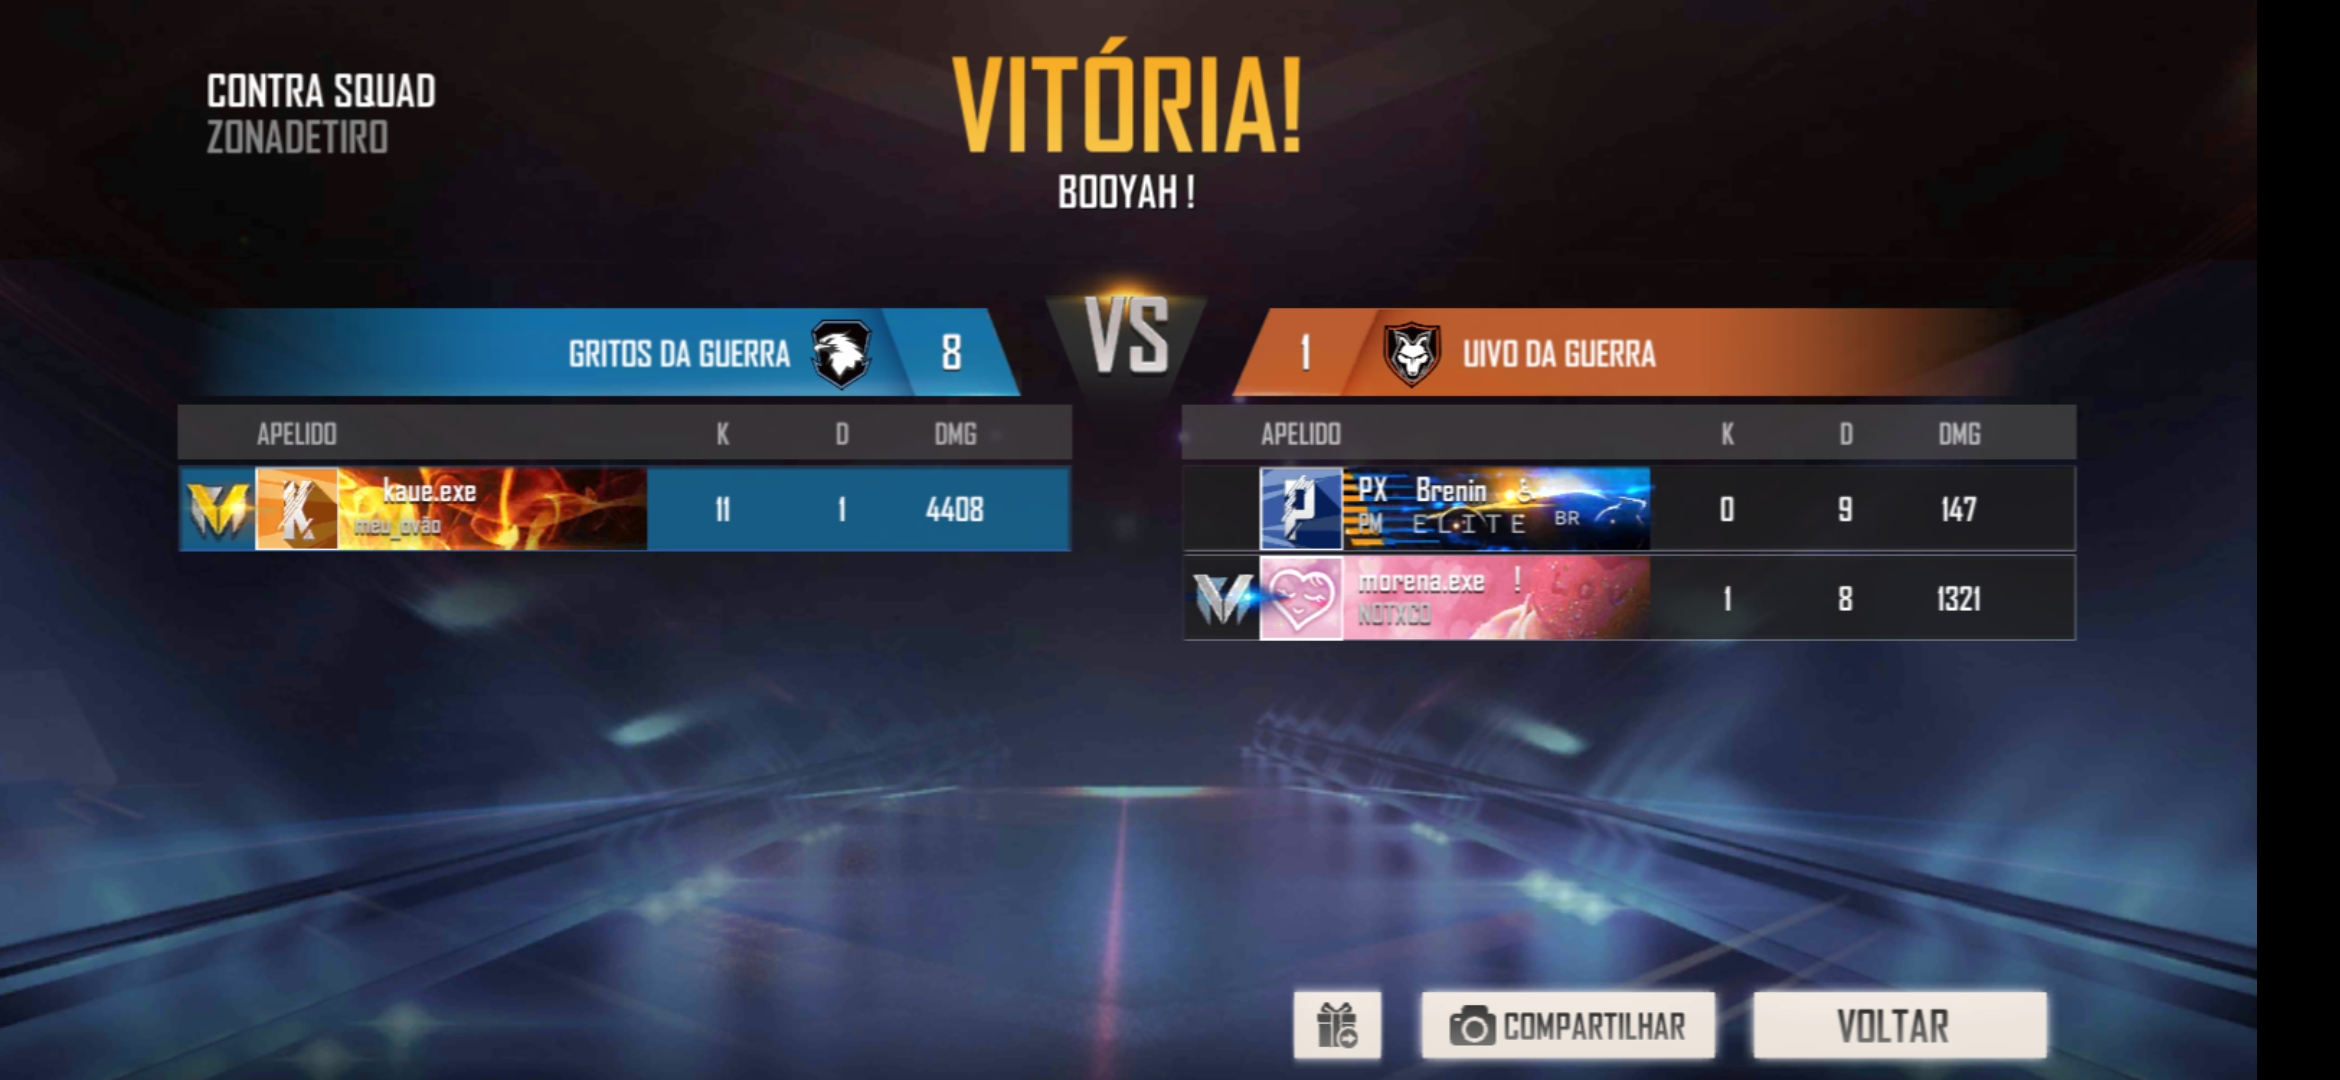 CONTRA SQUAD
ZONADETIRO
VITÓRIA!
BOOYAH !
GRITOS DA GUERRA 8
VS
1 UIVO DA GUERRA
APELIDO K D DMG
kaue.exe 11 1 4408
meu_ovão
APELIDO K D DMG
PX Brenin ♿ 0 9 147
PM ELITE BR
morena.exe ! 1 8 1321
NOTXCO
COMPARTILHAR
VOLTAR